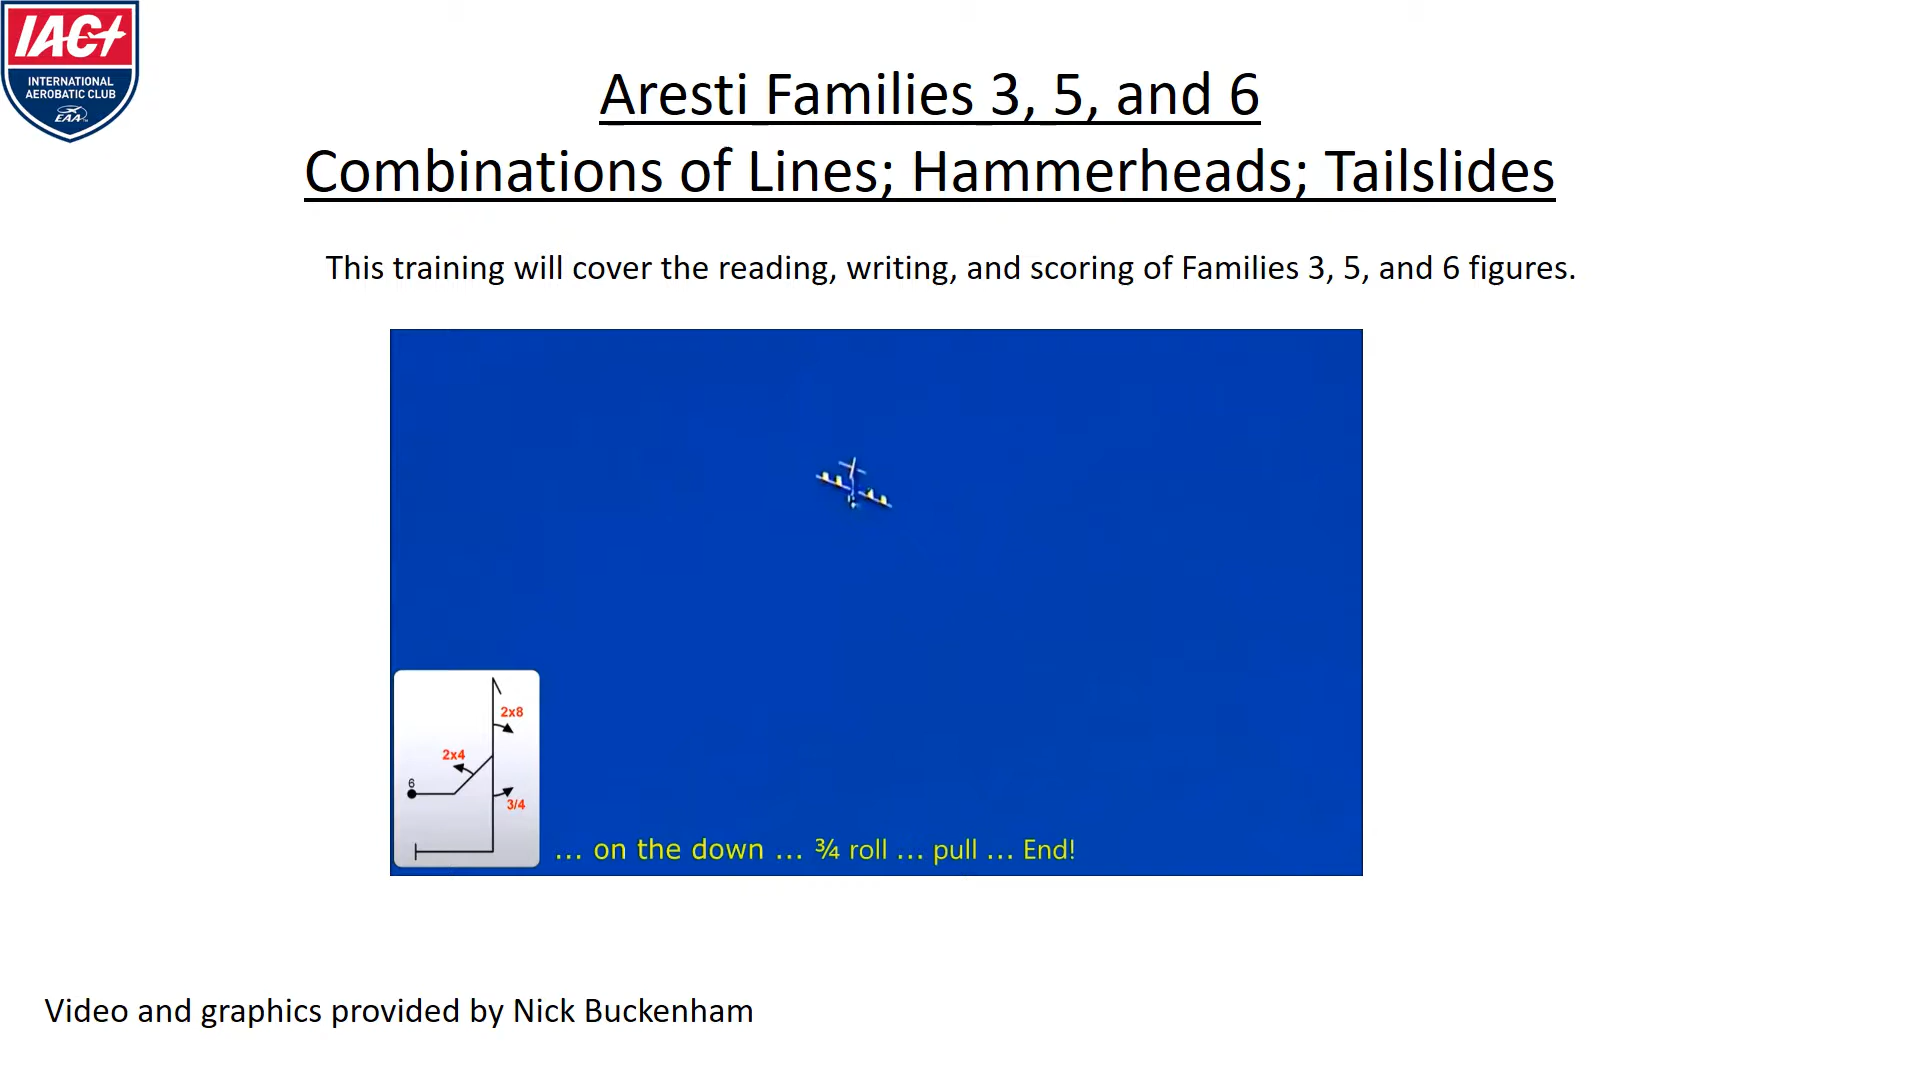 IAC
INTERNATIONAL
AEROBATIC CLUB
EAA
Aresti Families 3, 5, and 6
Combinations of Lines; Hammerheads; Tailslides
This training will cover the reading, writing, and scoring of Families 3, 5, and 6 figures.
2x8
2x4
6
3/4
... on the down ... ¾ roll ... pull ... End!
Video and graphics provided by Nick Buckenham